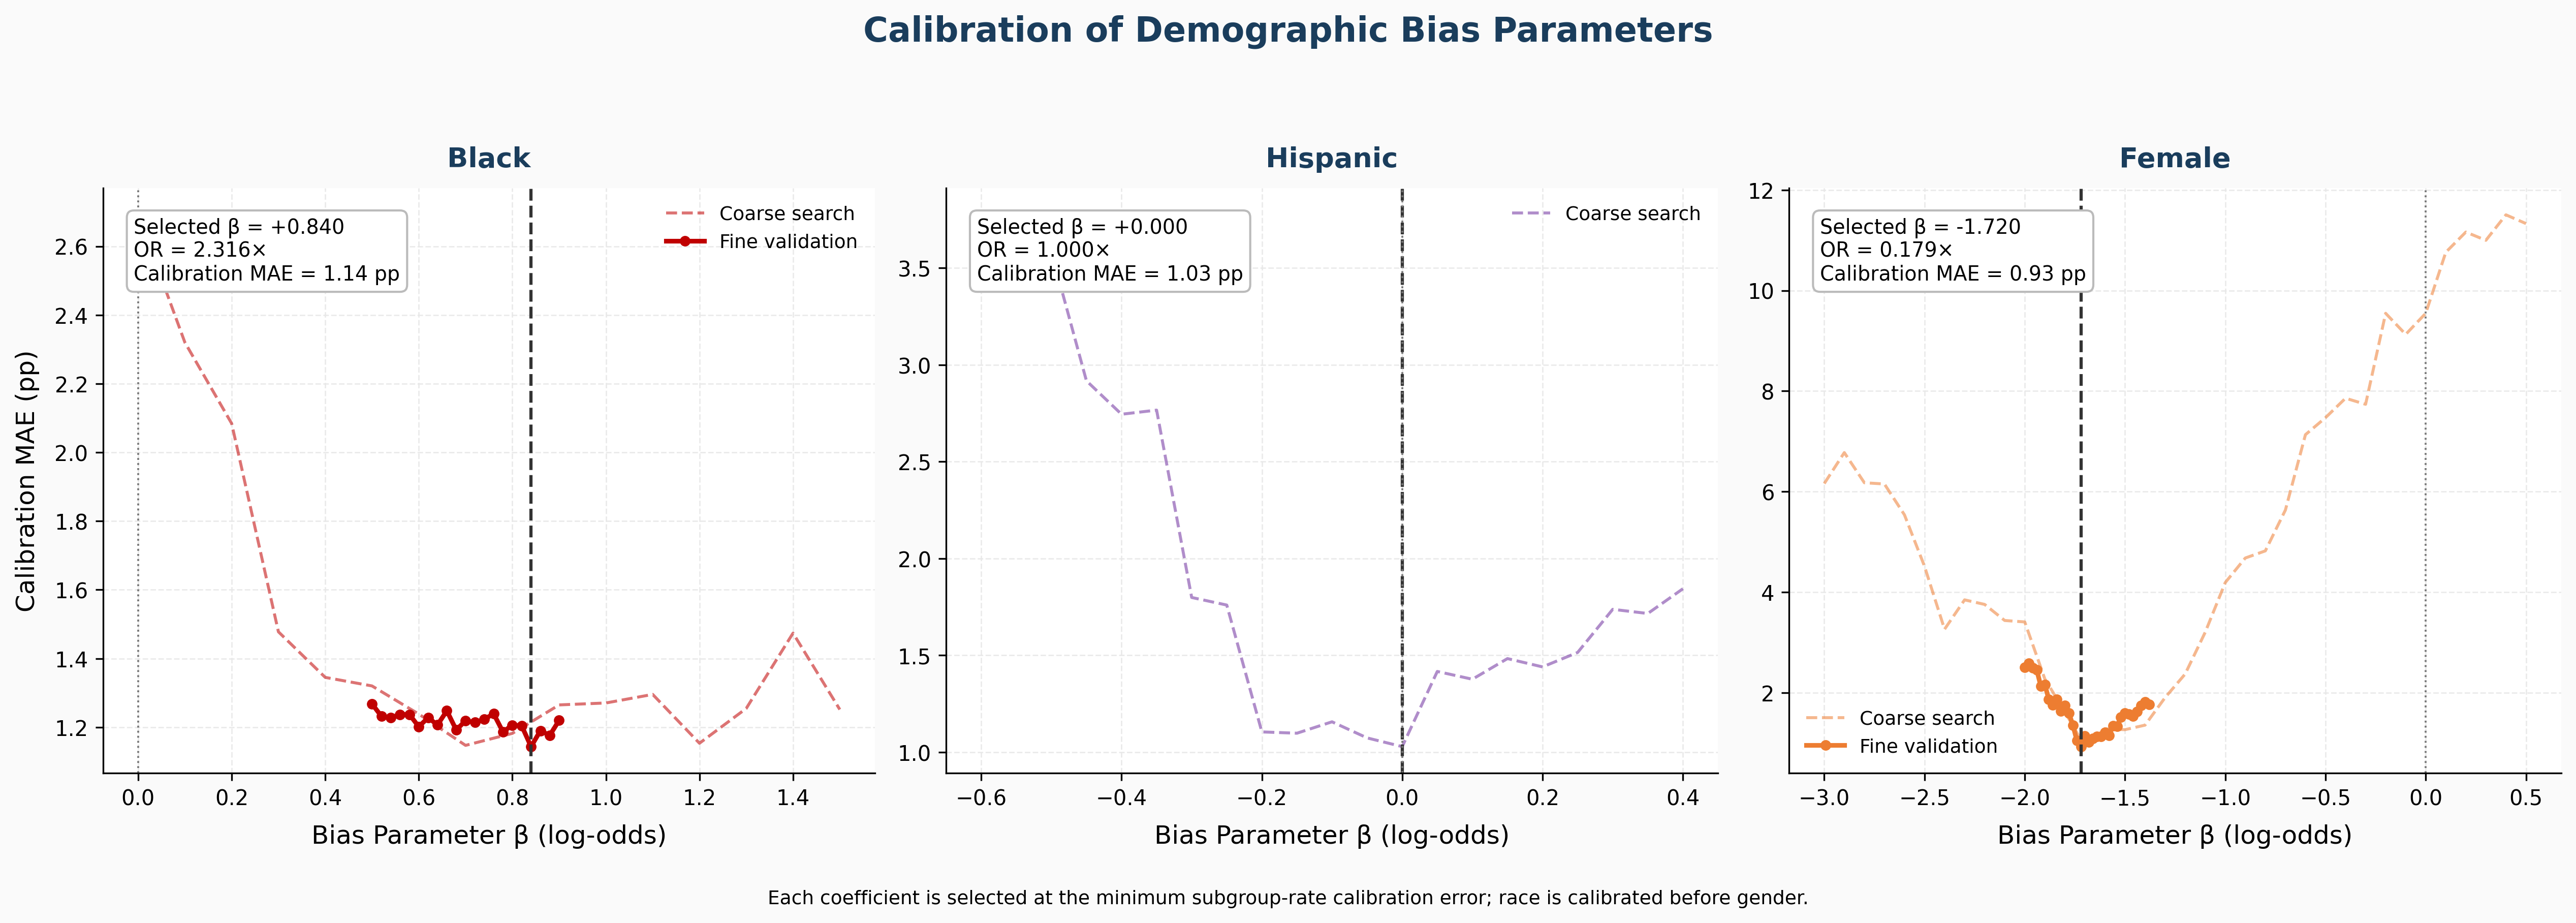 Calibration of Demographic Bias Parameters
Black
Selected β = +0.840
OR = 2.316×
Calibration MAE = 1.14 pp
Coarse search
Fine validation
Calibration MAE (pp)
2.6
2.4
2.2
2.0
1.8
1.6
1.4
1.2
0.0 0.2 0.4 0.6 0.8 1.0 1.2 1.4
Bias Parameter β (log-odds)
Hispanic
Selected β = +0.000
OR = 1.000×
Calibration MAE = 1.03 pp
Coarse search
3.5
3.0
2.5
2.0
1.5
1.0
−0.6 −0.4 −0.2 0.0 0.2 0.4
Bias Parameter β (log-odds)
Female
Selected β = -1.720
OR = 0.179×
Calibration MAE = 0.93 pp
12
10
8
6
4
2
Coarse search
Fine validation
−3.0 −2.5 −2.0 −1.5 −1.0 −0.5 0.0 0.5
Bias Parameter β (log-odds)
Each coefficient is selected at the minimum subgroup-rate calibration error; race is calibrated before gender.